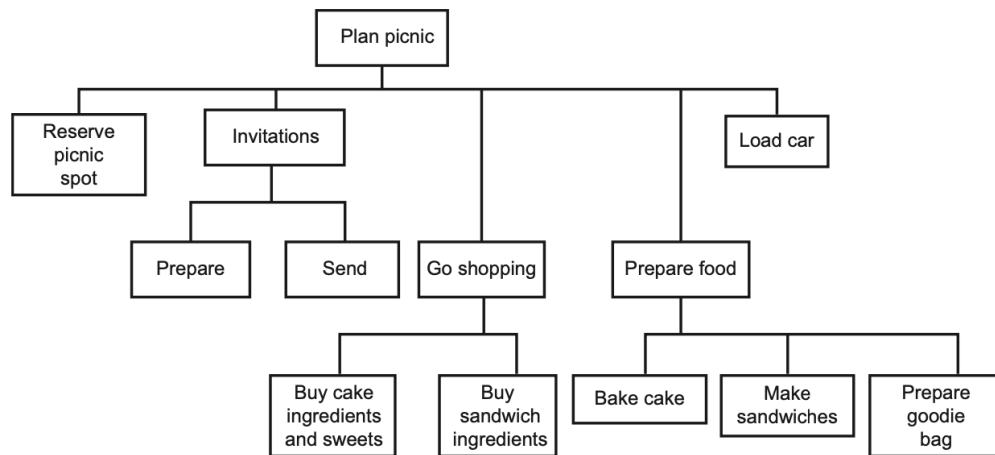 Plan picnic
Reserve
picnic
spot
Invitations
Load car
Prepare
Send
Go shopping
Prepare food
Buy cake
ingredients
and sweets
Buy
sandwich
ingredients
Bake cake
Make
sandwiches
Prepare
goodie
bag